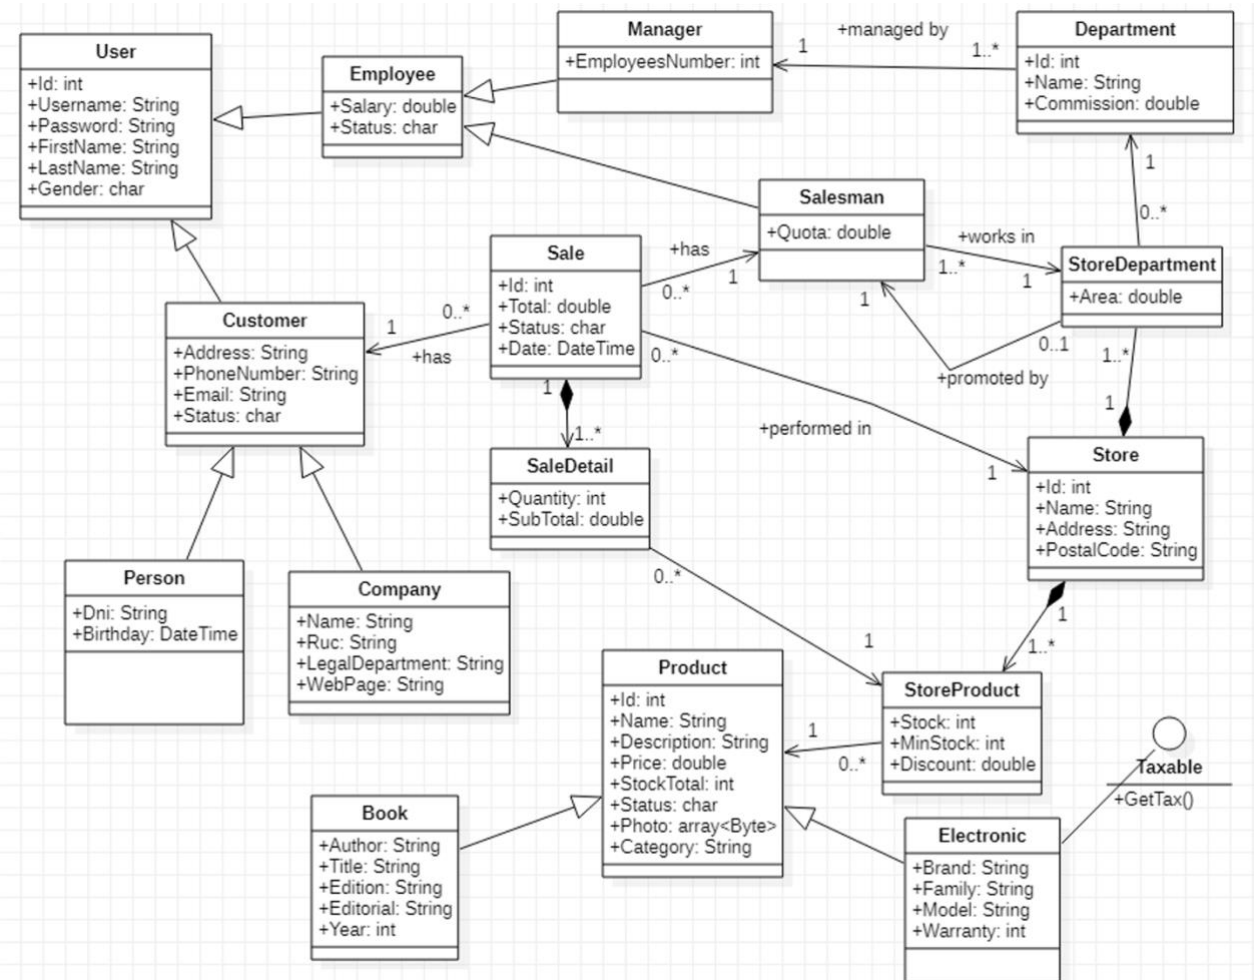 User
+Id: int
+Username: String
+Password: String
+FirstName: String
+LastName: String
+Gender: char
Employee
+Salary: double
+Status: char
Manager
+EmployeesNumber: int
1
+managed by
1..*
Department
+Id: int
+Name: String
+Commission: double
1
0..*
Salesman
+Quota: double
+works in
1..*
1
StoreDepartment
+Area: double
1
0..1
+promoted by
1..*
1
Sale
+Id: int
+Total: double
+Status: char
+Date: DateTime
+has
0..*
1
0..*
1
+has
Customer
+Address: String
+PhoneNumber: String
+Email: String
+Status: char
0..*
+performed in
1
1
1..*
SaleDetail
+Quantity: int
+SubTotal: double
Store
+Id: int
+Name: String
+Address: String
+PostalCode: String
Person
+Dni: String
+Birthday: DateTime
Company
+Name: String
+Ruc: String
+LegalDepartment: String
+WebPage: String
0..*
1
1
1..*
Product
+Id: int
+Name: String
+Description: String
+Price: double
+StockTotal: int
+Status: char
+Photo: array<Byte>
+Category: String
1
0..*
StoreProduct
+Stock: int
+MinStock: int
+Discount: double
Taxable
+GetTax()
Book
+Author: String
+Title: String
+Edition: String
+Editorial: String
+Year: int
Electronic
+Brand: String
+Family: String
+Model: String
+Warranty: int